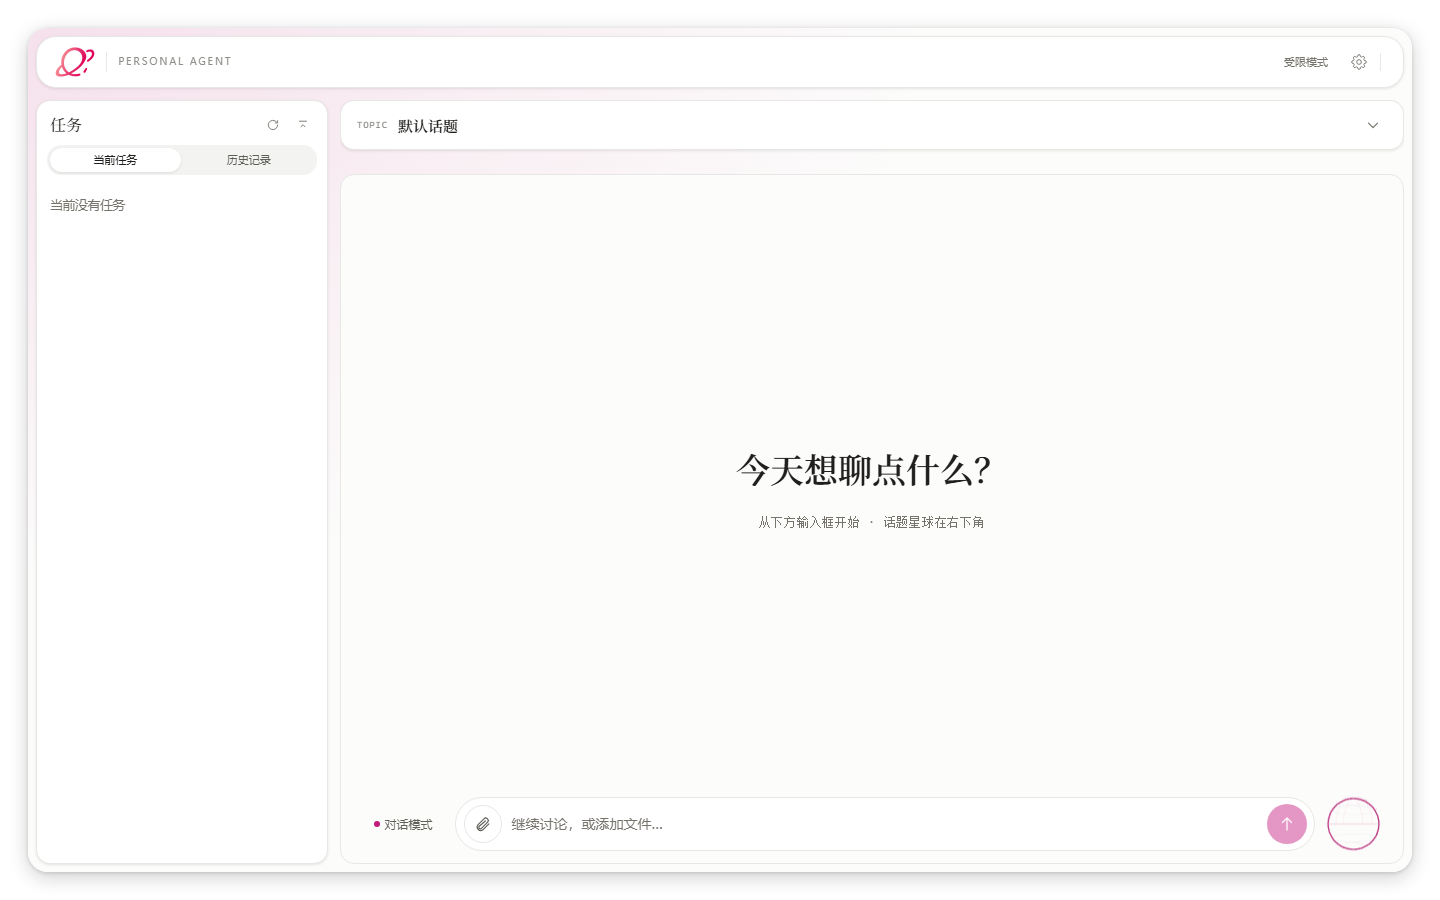 PERSONAL AGENT
受限模式
任务
当前任务
历史记录
当前没有任务
TOPIC 默认话题
今天想聊点什么？
从下方输入框开始 · 话题星球在右下角
对话模式
继续讨论，或添加文件...